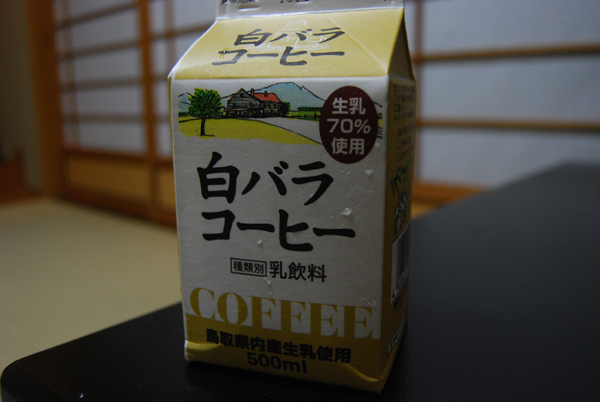 白バラ
コーヒー
生乳
70%
使用
白バラ
コーヒー
種類別 乳飲料
COFFEE
鳥取県内産生乳使用
500ml